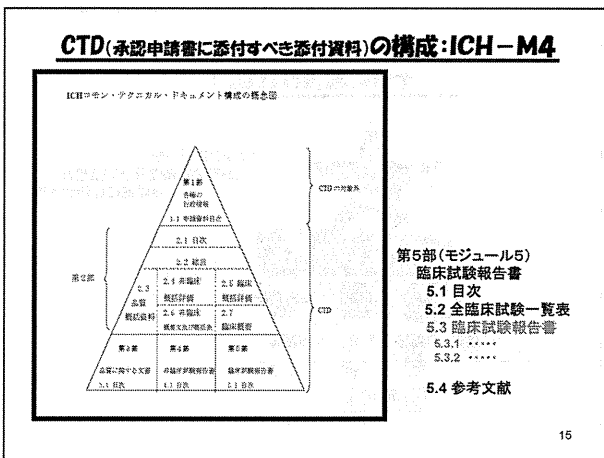 CTD(承認申請書に添付すべき添付資料)の構成:ICH－M4
ICHコモン・テクニカル・ドキュメント構成の概念図
第1部
各極の
行政情報
1.1 申請資料目次
CTDの対象外
2.1 目次
2.2 緒言
第2部
2.3
品質
概括資料
2.4 非臨床
概括評価
2.5 臨床
概括評価
2.6 非臨床
概要文及び概括表
2.7
臨床概要
CTD
第3部
品質に関する文書
3.1 目次
第4部
非臨床試験報告書
4.1 目次
第5部
臨床試験報告書
5.1 目次
第5部(モジュール5)
臨床試験報告書
5.1 目次
5.2 全臨床試験一覧表
5.3 臨床試験報告書
5.3.1 ‥‥‥
5.3.2 ‥‥‥
5.4 参考文献
15